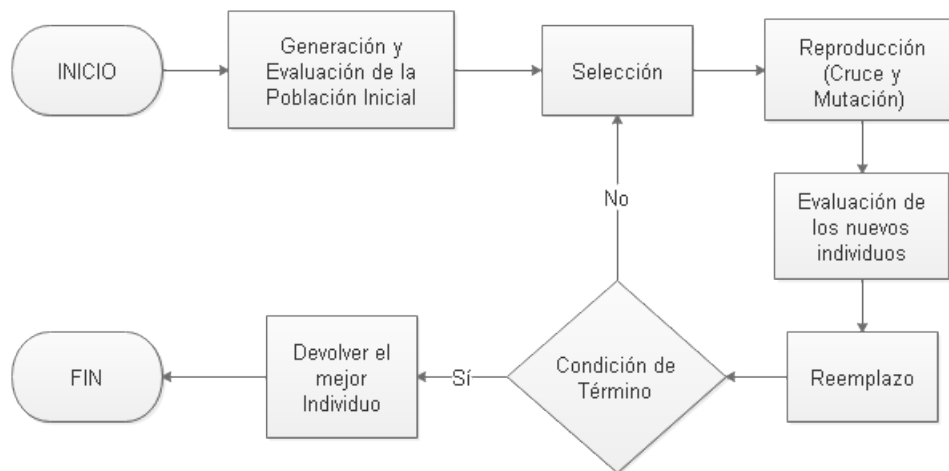 INICIO
Generación y
Evaluación de la
Población Inicial
Selección
Reproducción
(Cruce y
Mutación)
Evaluación de
los nuevos
individuos
Reemplazo
Condición de
Término
No
Sí
Devolver el
mejor
Individuo
FIN